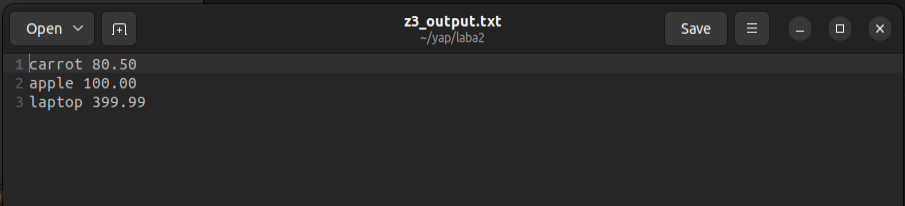 Open
z3_output.txt
~/yap/laba2
Save
1 carrot 80.50
2 apple 100.00
3 laptop 399.99